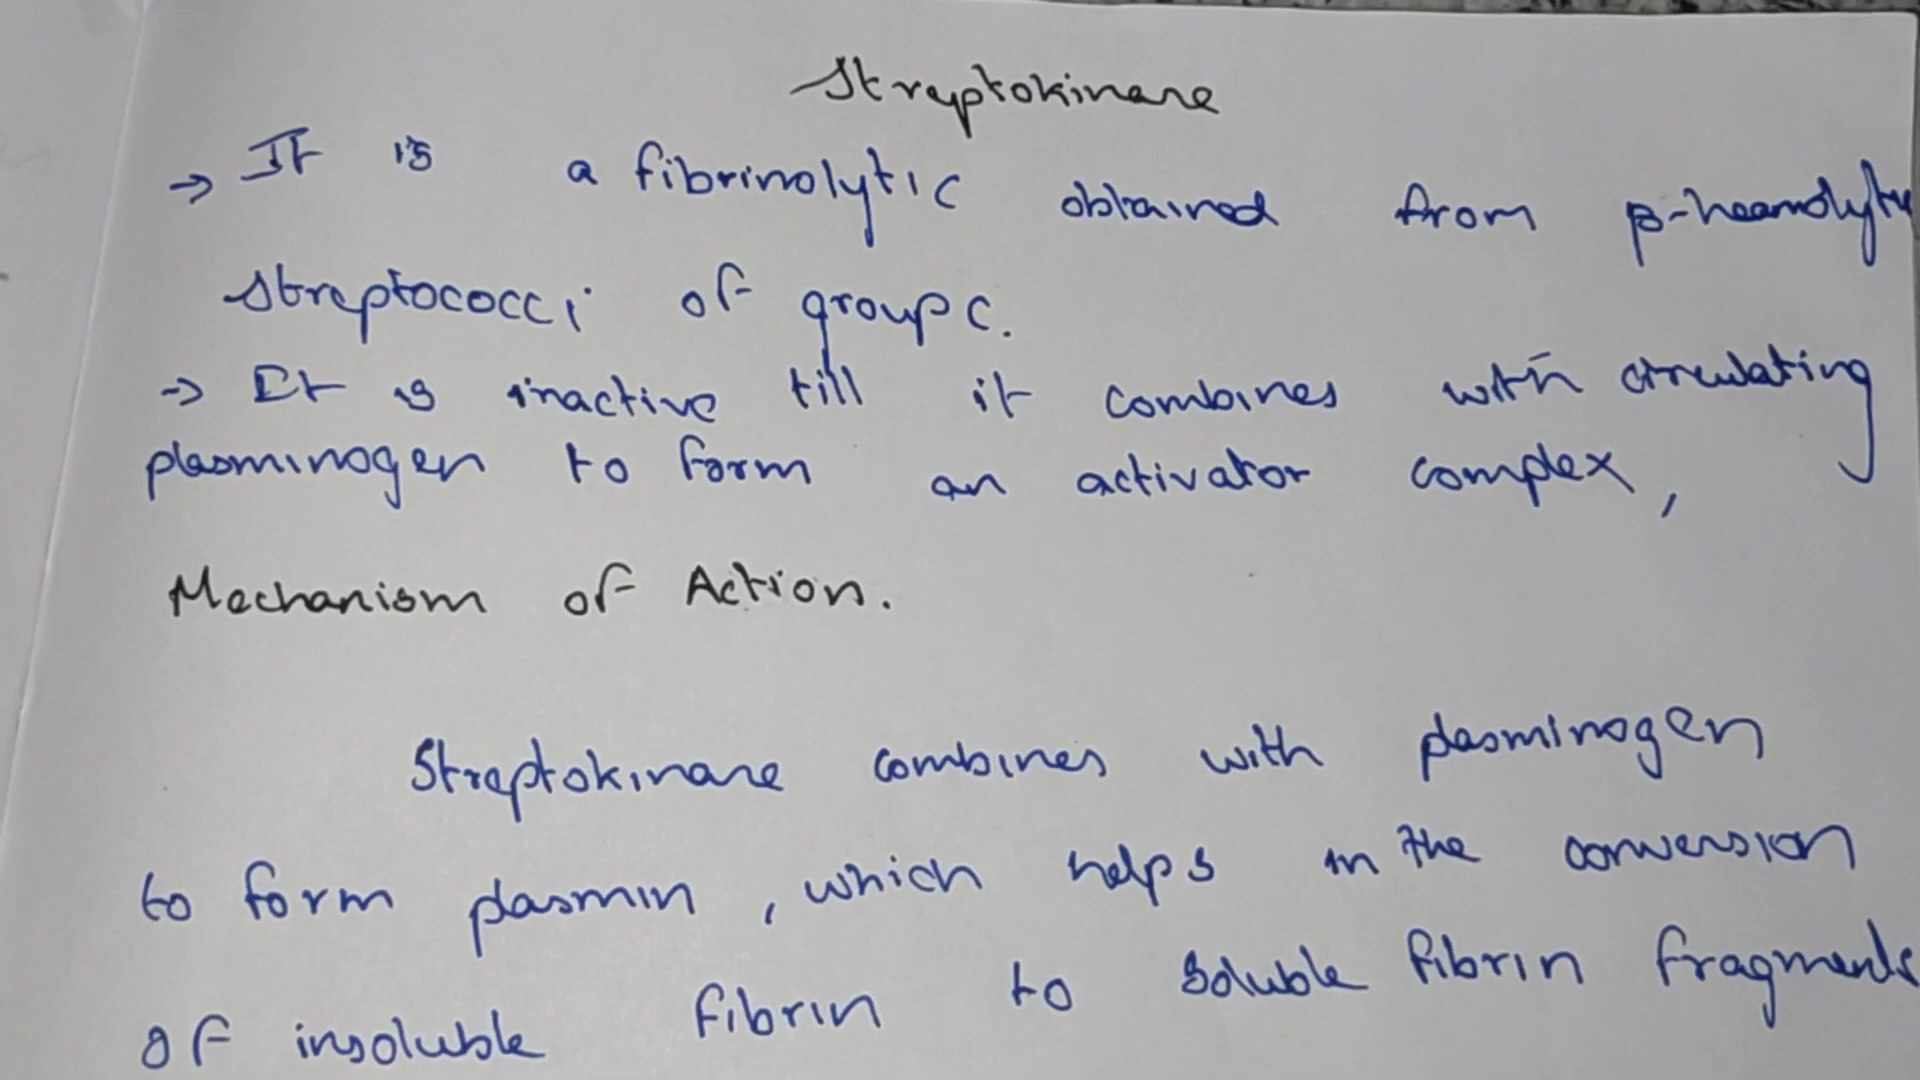 Streptokinase
→ It is a fibrinolytic obtained from β-heamolytic
streptococci of group c.
→ It is inactive till it combines with circulating
plasminogen to form an activator complex,
Mechanism of Action.
Streptokinase combines with plasminogen
to form plasmin, which helps in the conversion
of insoluble fibrin to soluble fibrin fragments